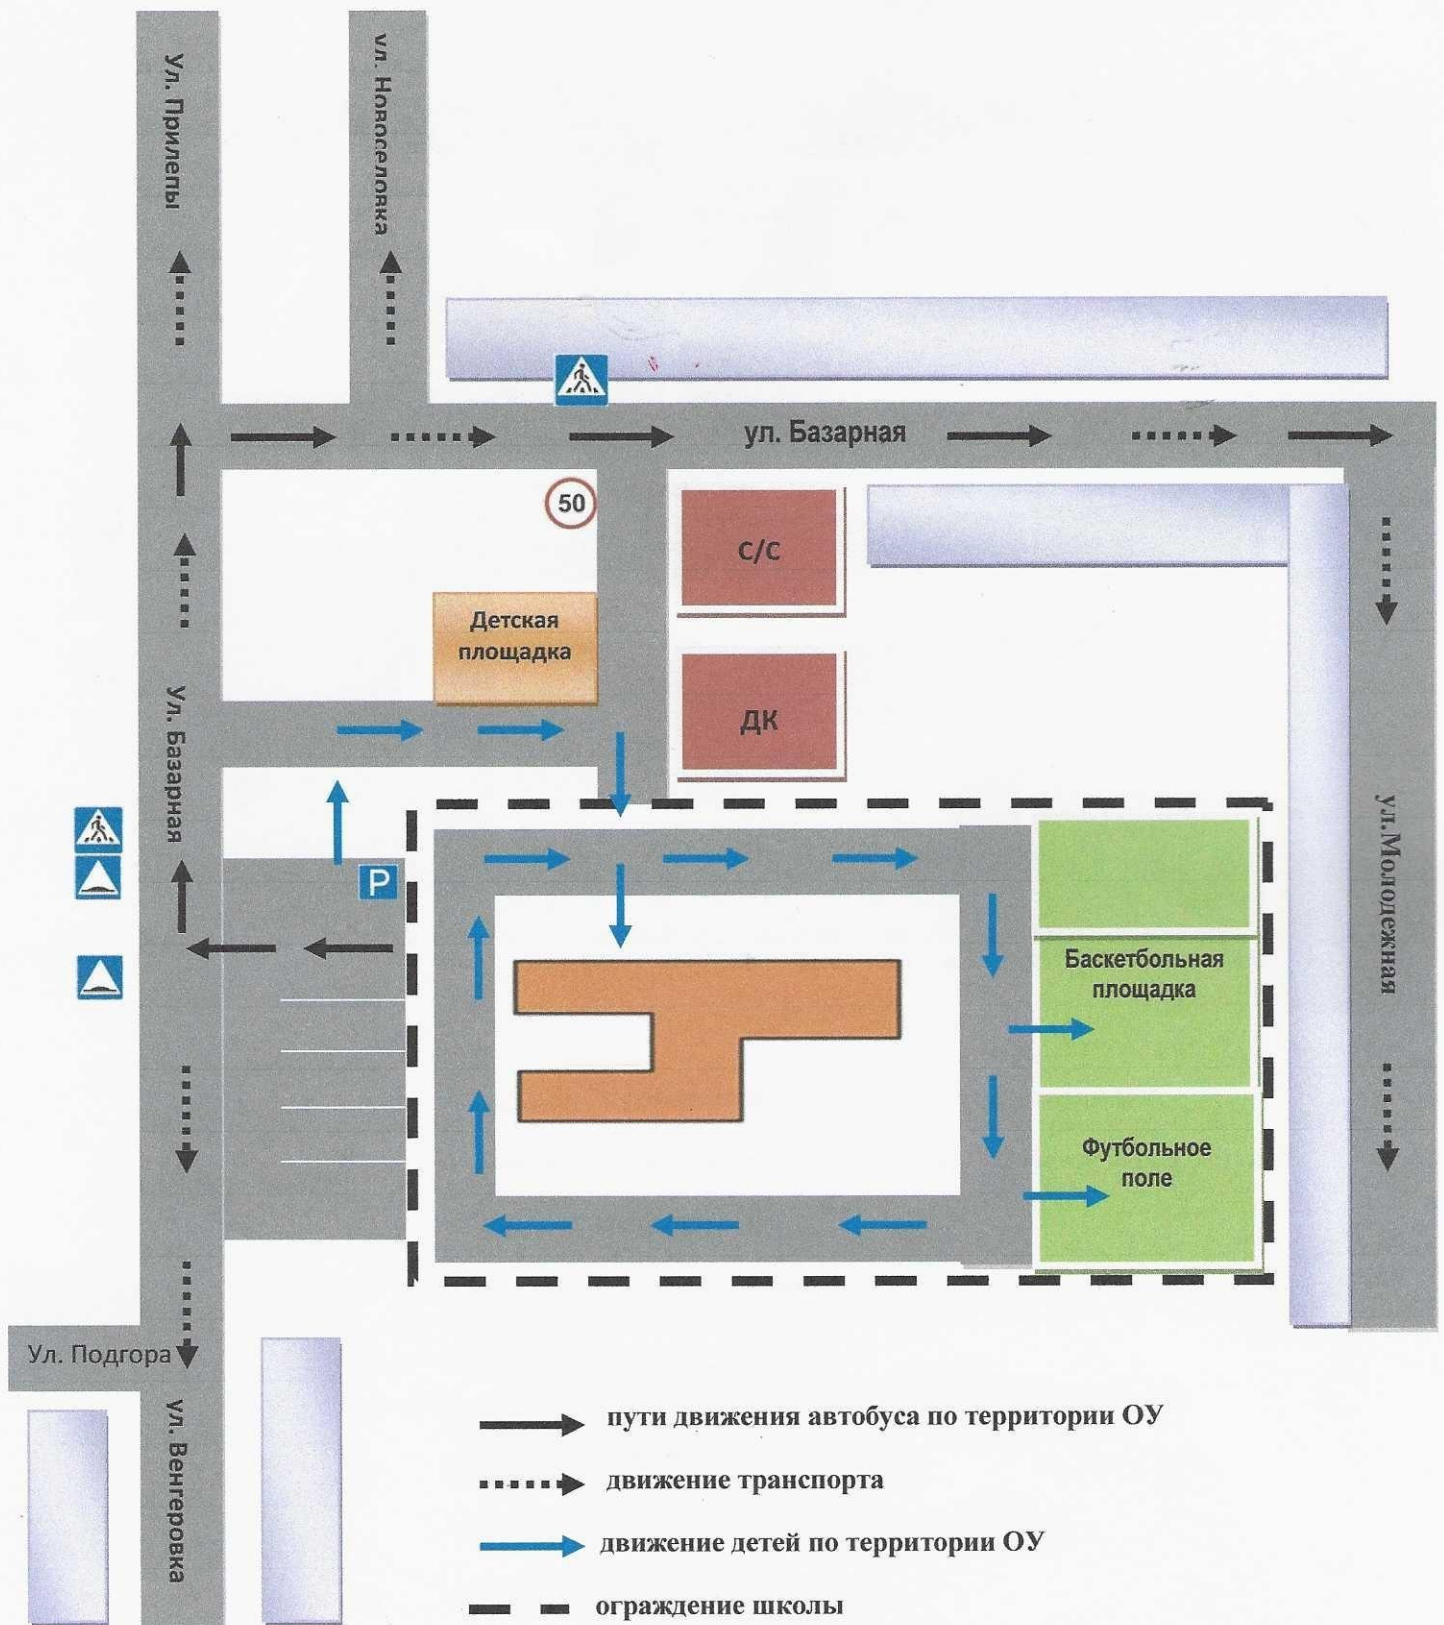 Ул. Прилепы
ул. Новоселовка
ул. Базарная
50
С/С
Детская
площадка
ДК
Ул. Базарная
P
ул.Молодежная
Баскетбольная
площадка
Футбольное
поле
Ул. Подгора
ул. Венгеровка
пути движения автобуса по территории ОУ
движение транспорта
движение детей по территории ОУ
ограждение школы